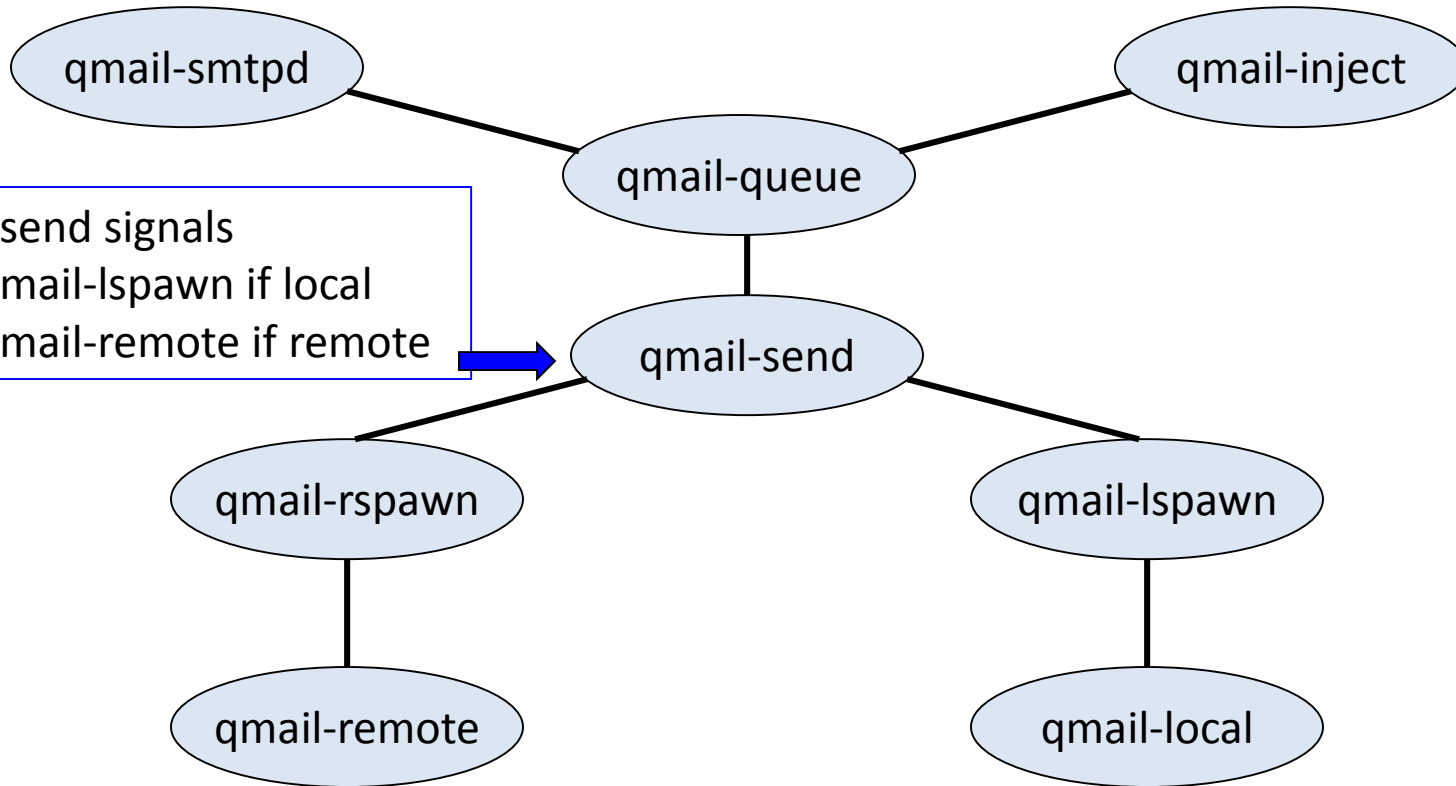 qmail-smtpd
qmail-inject
qmail-queue
send signals
mail-lspawn if local
mail-remote if remote
qmail-send
qmail-rspawn
qmail-lspawn
qmail-remote
qmail-local